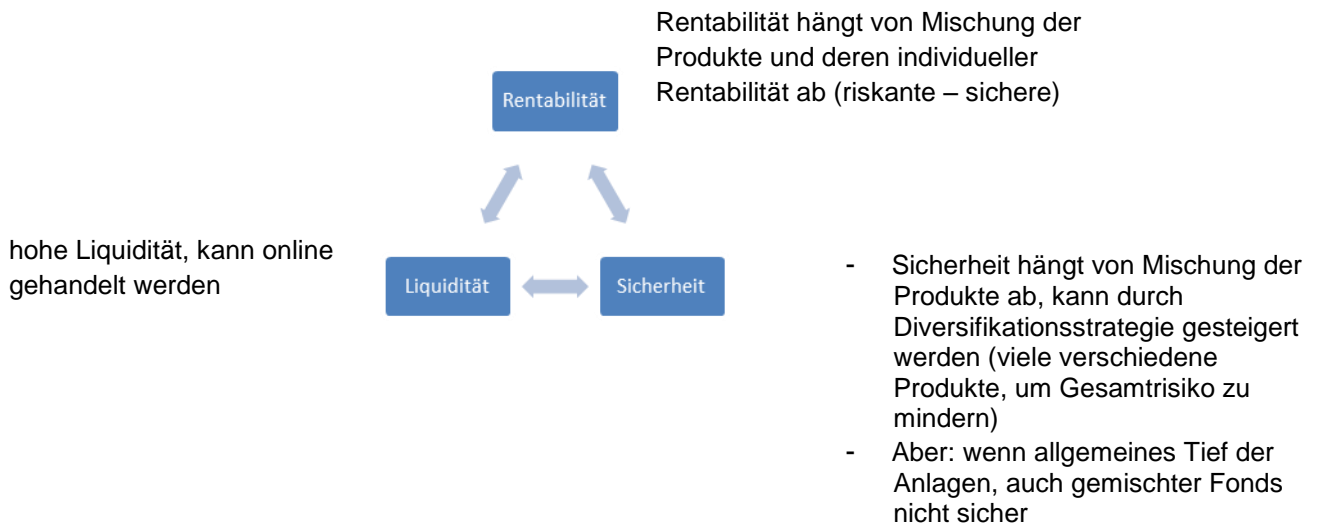 Rentabilität hängt von Mischung der
Produkte und deren individueller
Rentabilität ab (riskante – sichere)
Rentabilität
hohe Liquidität, kann online
gehandelt werden
Liquidität
Sicherheit
- Sicherheit hängt von Mischung der
Produkte ab, kann durch
Diversifikationsstrategie gesteigert
werden (viele verschiedene
Produkte, um Gesamtrisiko zu
mindern)
- Aber: wenn allgemeines Tief der
Anlagen, auch gemischter Fonds
nicht sicher